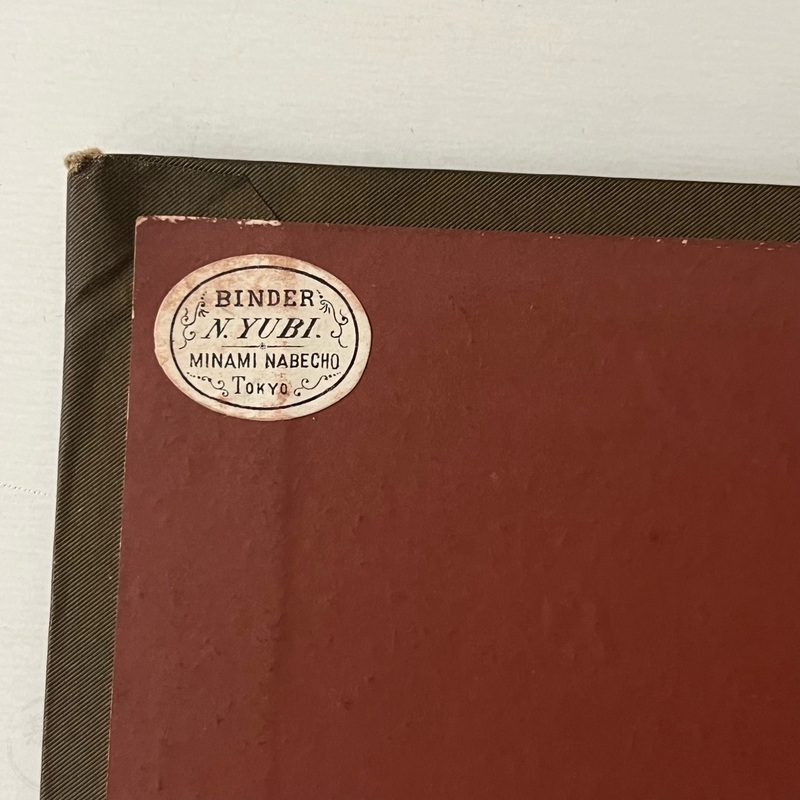 BINDER
N. YUBI.
MINAMI NABECHO
TOKYO